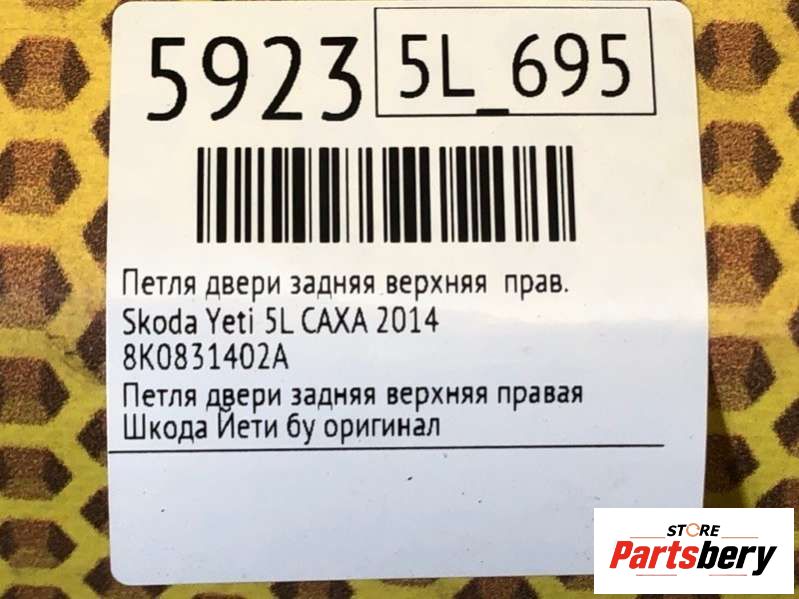 5923
5L_695
Петля двери задняя верхняя прав.
Skoda Yeti 5L CAXA 2014
8K0831402A
Петля двери задняя верхняя правая
Шкода Йети бу оригинал
STORE
Partsbery